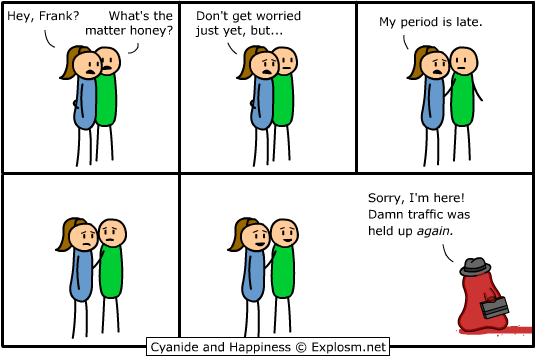 Hey, Frank?
What's the
matter honey?
Don't get worried
just yet, but...
My period is late.
Sorry, I'm here!
Damn traffic was
held up again.
Cyanide and Happiness © Explosm.net